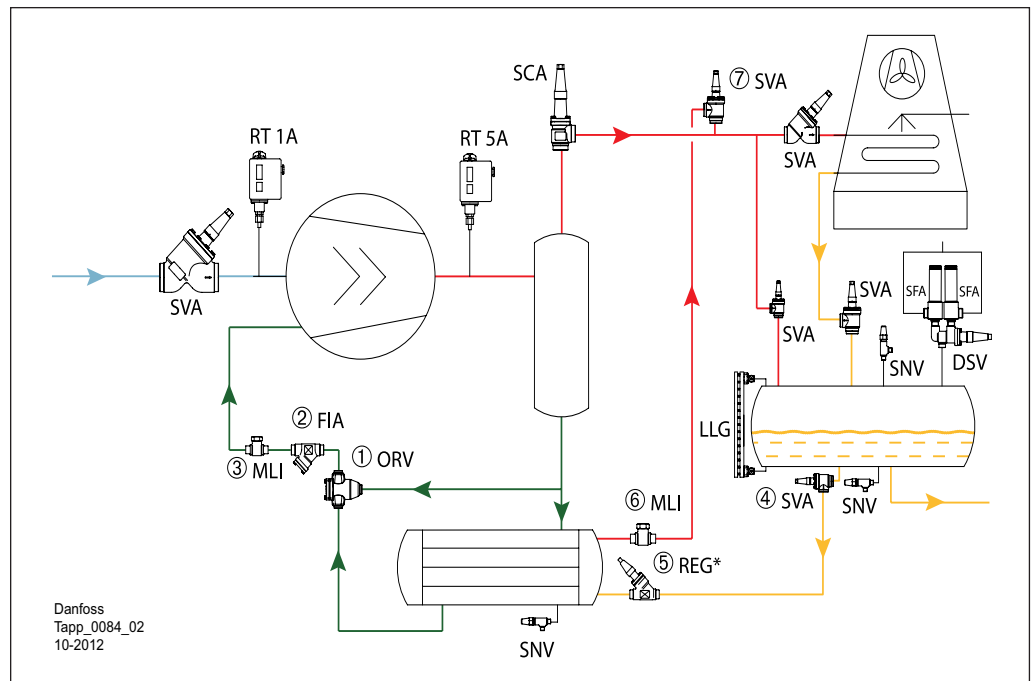 SCA
⑦ SVA
RT 1A
RT 5A
SVA
SVA
SVA
SVA
SFA
SFA
SNV
DSV
② FIA
① ORV
LLG
③ MLI
⑥ MLI
④ SVA
SNV
⑤ REG*
SNV
Danfoss
Tapp_0084_02
10-2012